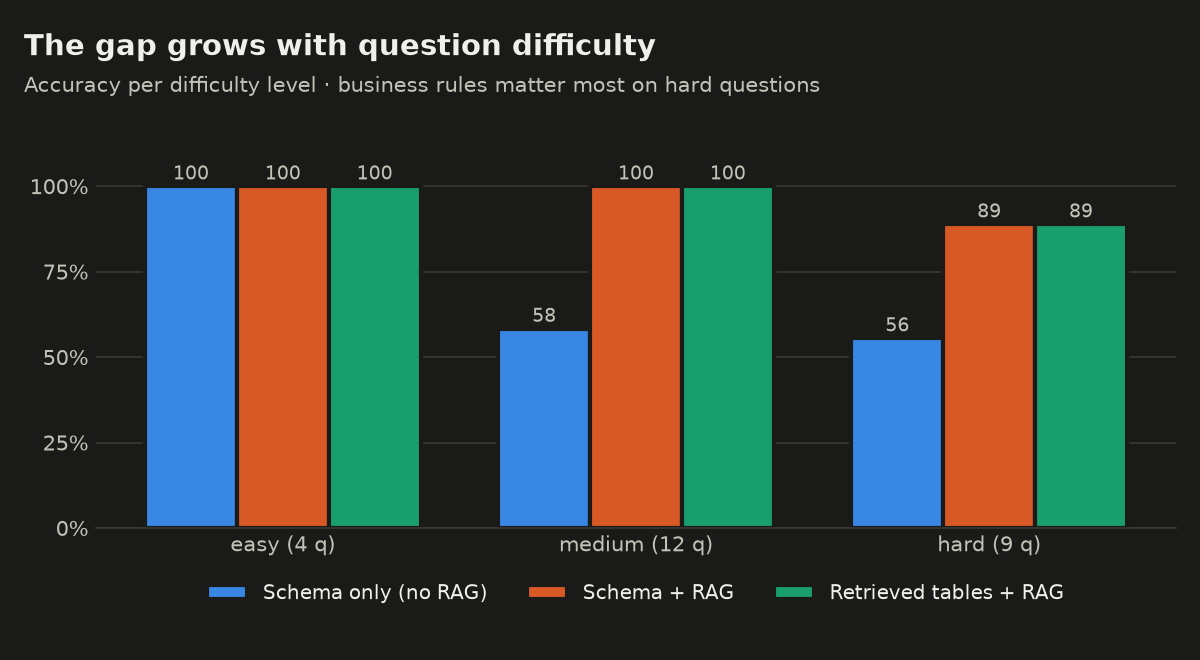 The gap grows with question difficulty
Accuracy per difficulty level · business rules matter most on hard questions
100 100 100 100 100
100%
89 89
75%
58
56
50%
25%
0%
easy (4 q) medium (12 q) hard (9 q)
Schema only (no RAG) Schema + RAG Retrieved tables + RAG